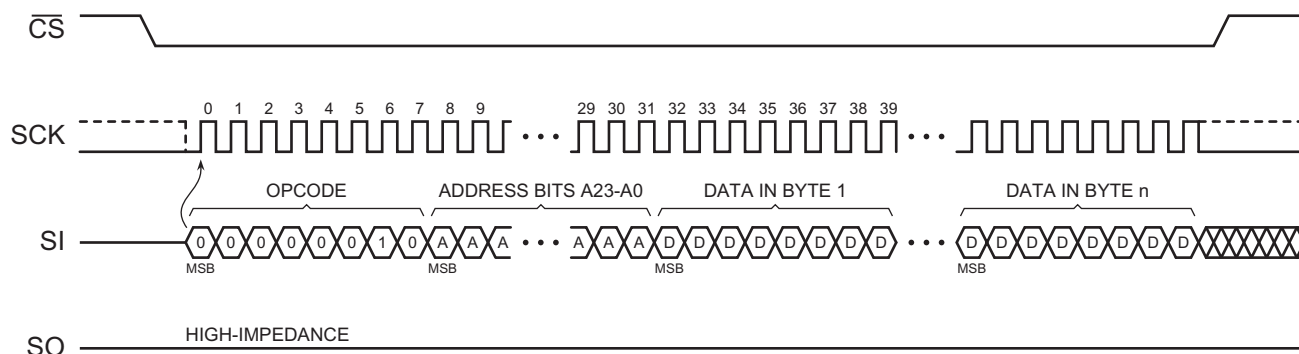 CS
0 1 2 3 4 5 6 7 8 9 29 30 31 32 33 34 35 36 37 38 39
SCK
OPCODE ADDRESS BITS A23-A0 DATA IN BYTE 1 DATA IN BYTE n
SI 0 0 0 0 0 0 1 0 A A A A A A D D D D D D D D D D D D D D D D
MSB MSB MSB MSB
HIGH-IMPEDANCE
SO